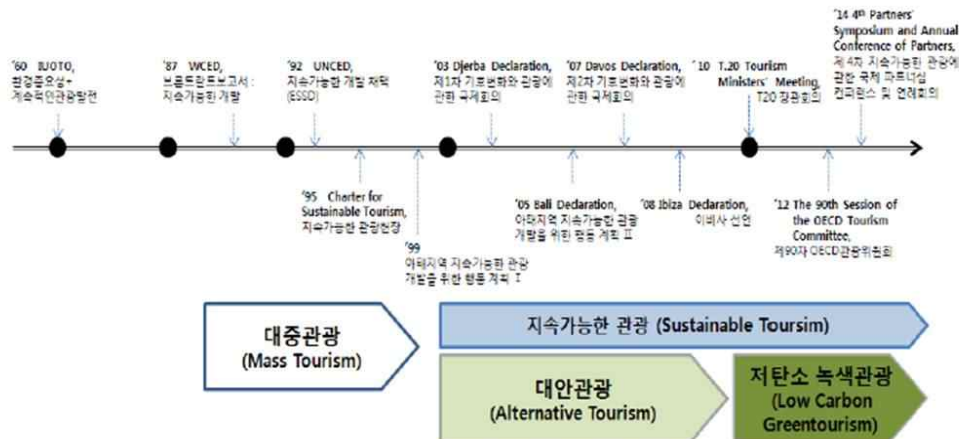 '60 IUOTO,
환경중요성+
계속적인관광발전
'87 WCED,
브룬트란트보고서 :
지속가능한 개발
'92 UNCED,
지속가능한 개발 채택
(ESSD)
'03 Djerba Declaration,
제1차 기후변화와 관광에
관한 국제회의
'07 Davos Declaration,
제2차 기후변화와 관광에
관한 국제회의
'10 T.20 Tourism
Ministers' Meeting,
T20 장관회의
'14 4th Partners'
Symposium and Annual
Conference of Partners,
제 4차 지속가능한 관광에
관한 국제 파트너십
컨퍼런스 및 연례회의
'95 Charter for
Sustainable Tourism,
지속가능한 관광헌장
'99
아태지역 지속가능한 관광
개발을 위한 행동 계획 I
'05 Bali Declaration,
아태지역 지속가능한 관광
개발을 위한 행동 계획 II
'08 Ibiza Declaration,
이비사 선언
'12 The 90th Session of
the OECD Tourism
Committee,
제90차 OECD관광위원회
대중관광
(Mass Tourism)
지속가능한 관광 (Sustainable Toursim)
대안관광
(Alternative Tourism)
저탄소 녹색관광
(Low Carbon
Greentourism)